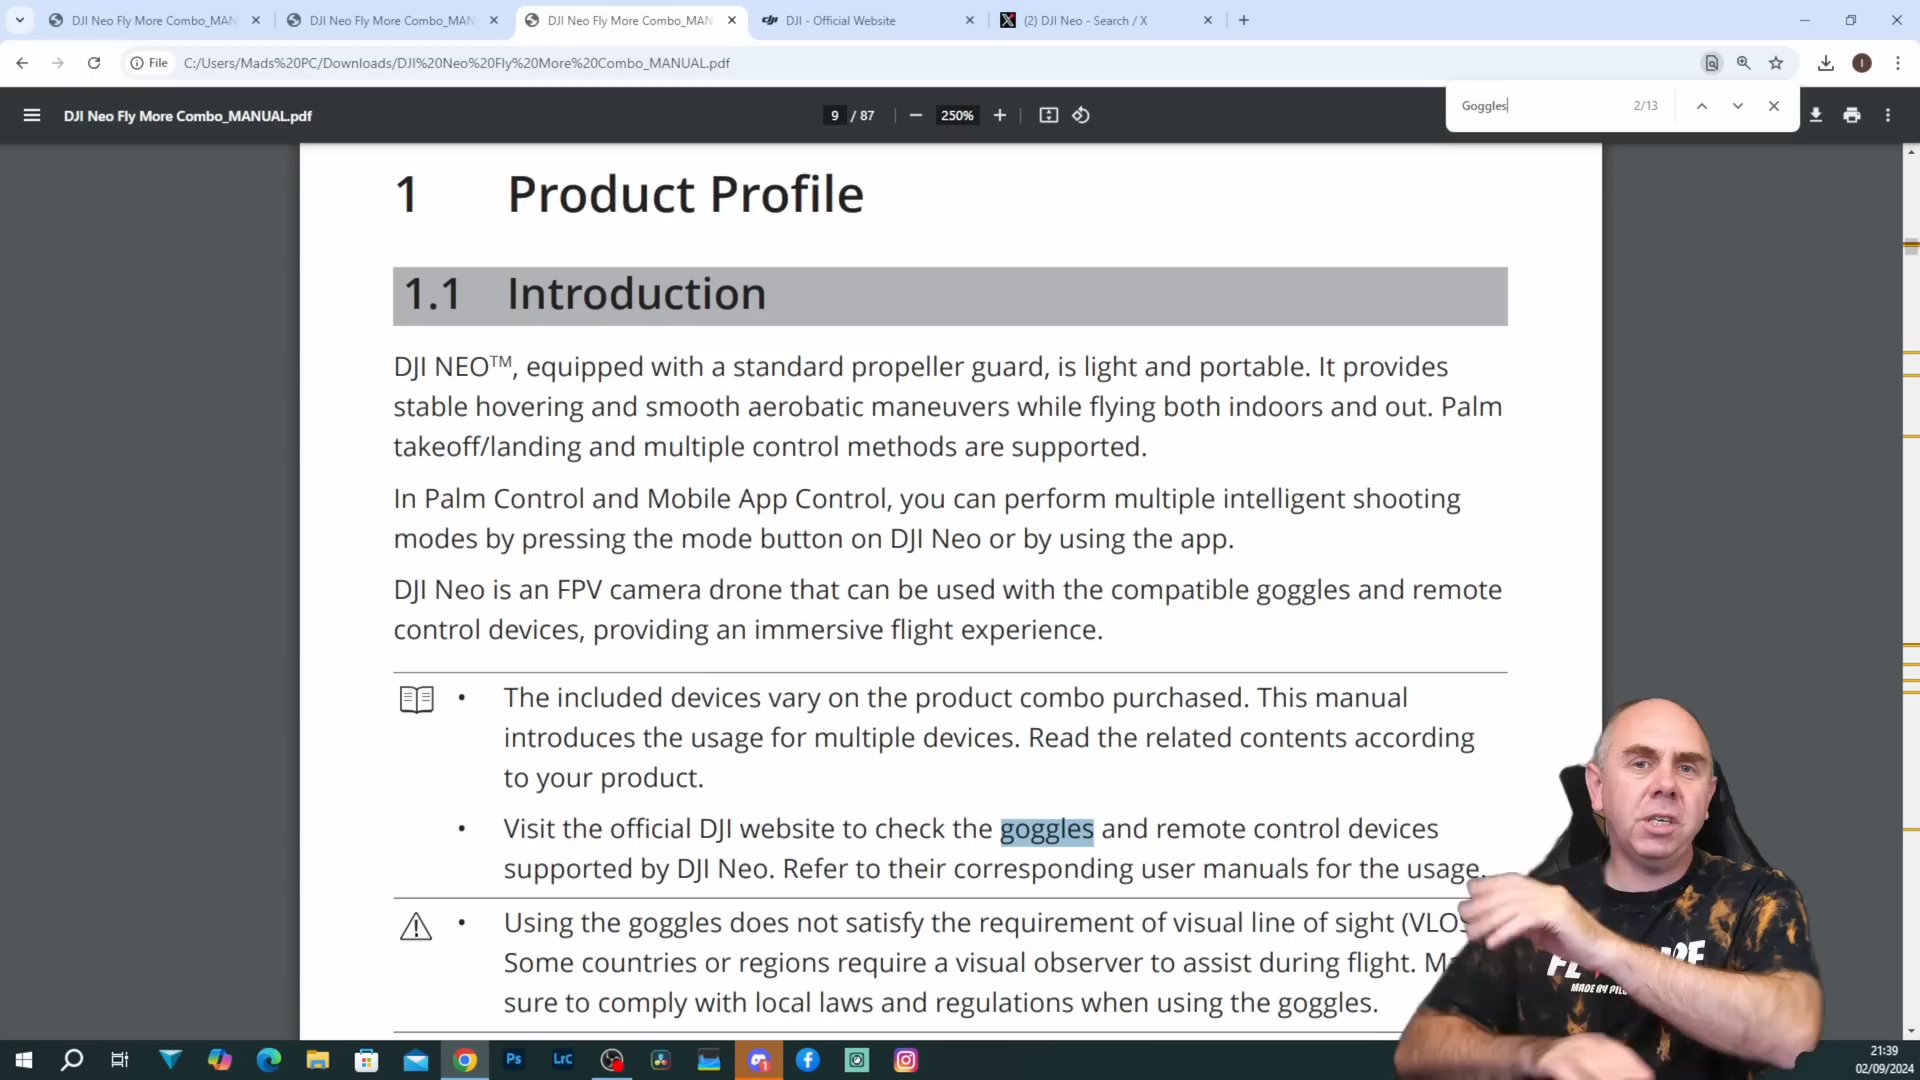 DJI Neo Fly More Combo_MAN
DJI Neo Fly More Combo_MAN
DJI Neo Fly More Combo_MAN
DJI - Official Website
(2) DJI Neo - Search / X
File
C:/Users/Mads%20PC/Downloads/DJI%20Neo%20Fly%20More%20Combo_MANUAL.pdf
Goggles
2/13
DJI Neo Fly More Combo_MANUAL.pdf
9 / 87
250%
1 Product Profile
1.1 Introduction
DJI NEO™, equipped with a standard propeller guard, is light and portable. It provides
stable hovering and smooth aerobatic maneuvers while flying both indoors and out. Palm
takeoff/landing and multiple control methods are supported.
In Palm Control and Mobile App Control, you can perform multiple intelligent shooting
modes by pressing the mode button on DJI Neo or by using the app.
DJI Neo is an FPV camera drone that can be used with the compatible goggles and remote
control devices, providing an immersive flight experience.
• The included devices vary on the product combo purchased. This manual
introduces the usage for multiple devices. Read the related contents according
to your product.
• Visit the official DJI website to check the goggles and remote control devices
supported by DJI Neo. Refer to their corresponding user manuals for the usage.
• Using the goggles does not satisfy the requirement of visual line of sight (VLOS
Some countries or regions require a visual observer to assist during flight.
sure to comply with local laws and regulations when using the goggles.
MADE BY
Ps
Lrc
21:39
02/09/2024